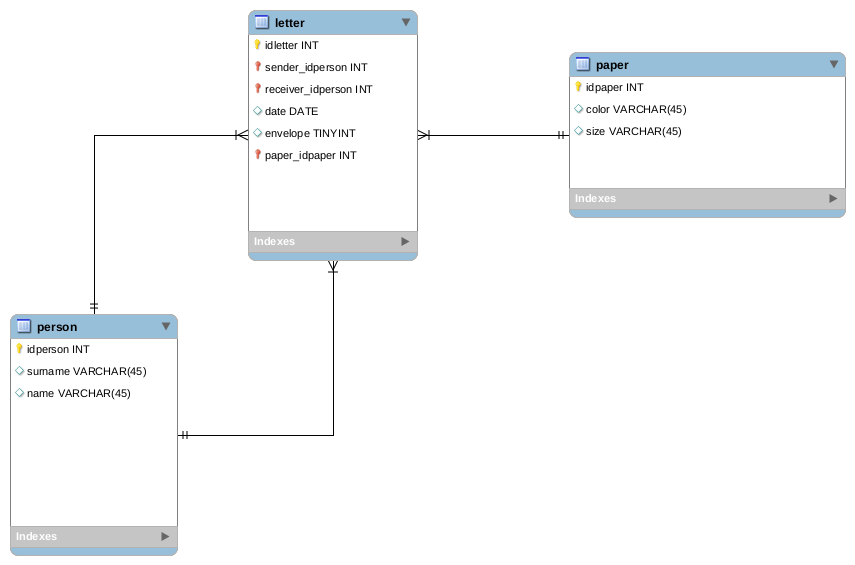 letter
idletter INT
sender_idperson INT
receiver_idperson INT
date DATE
envelope TINYINT
paper_idpaper INT
Indexes
paper
idpaper INT
color VARCHAR(45)
size VARCHAR(45)
Indexes
person
idperson INT
surname VARCHAR(45)
name VARCHAR(45)
Indexes